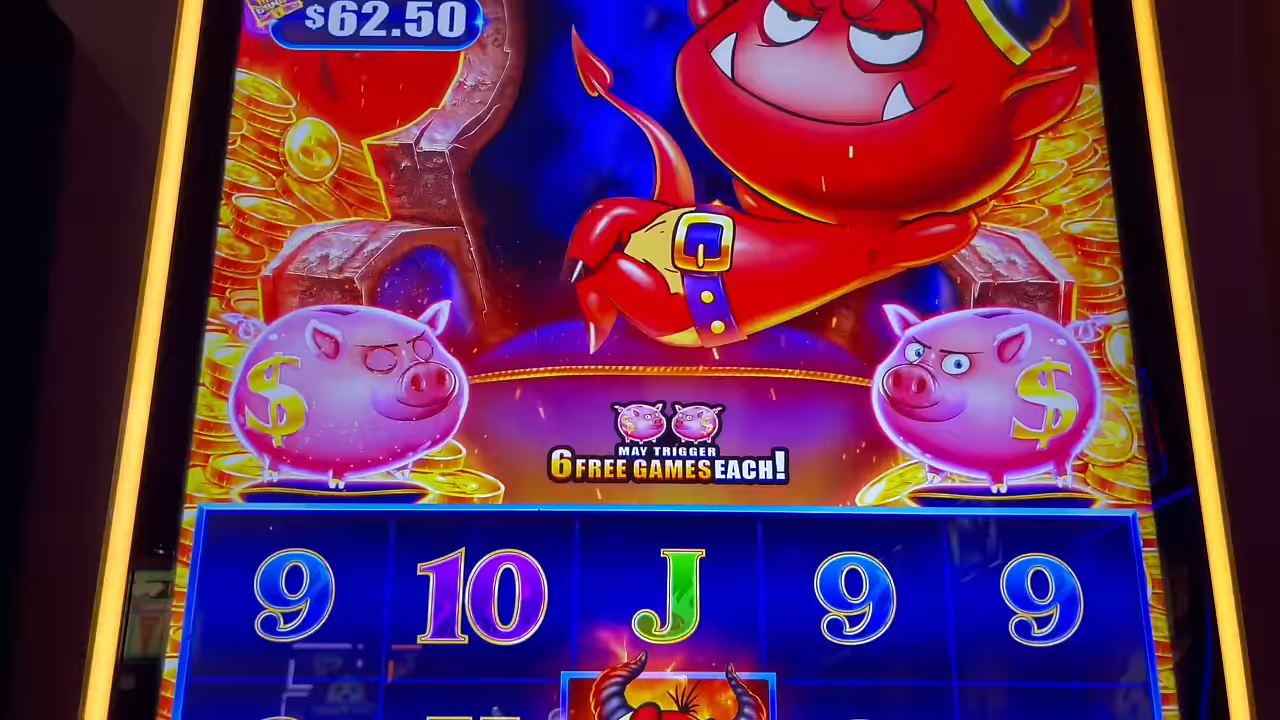 $62.50
$
$
$
MAY TRIGGER
6 FREE GAMES EACH!
9 10 J 9 9